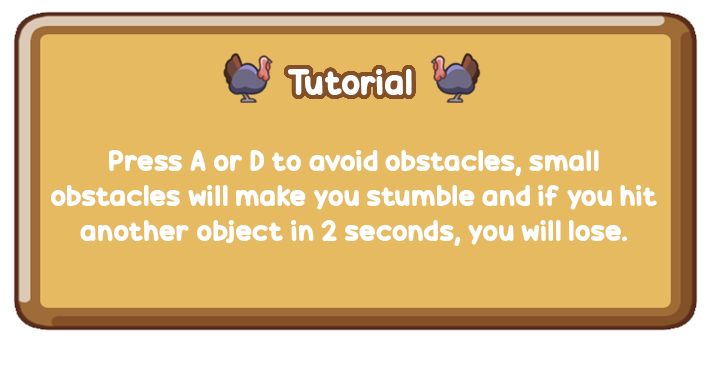 Tutorial
Press A or D to avoid obstacles, small
obstacles will make you stumble and if you hit
another object in 2 seconds, you will lose.